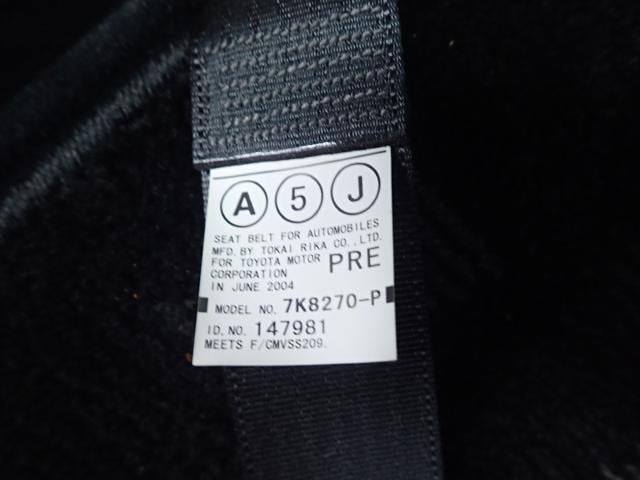 A 5 J
SEAT BELT FOR AUTOMOBILES
MFD. BY TOKAI RIKA CO., LTD.
FOR TOYOTA MOTOR PRE
CORPORATION
IN JUNE 2004
MODEL NO. 7K8270-P
ID. NO. 147981
MEETS F/CMVSS209.